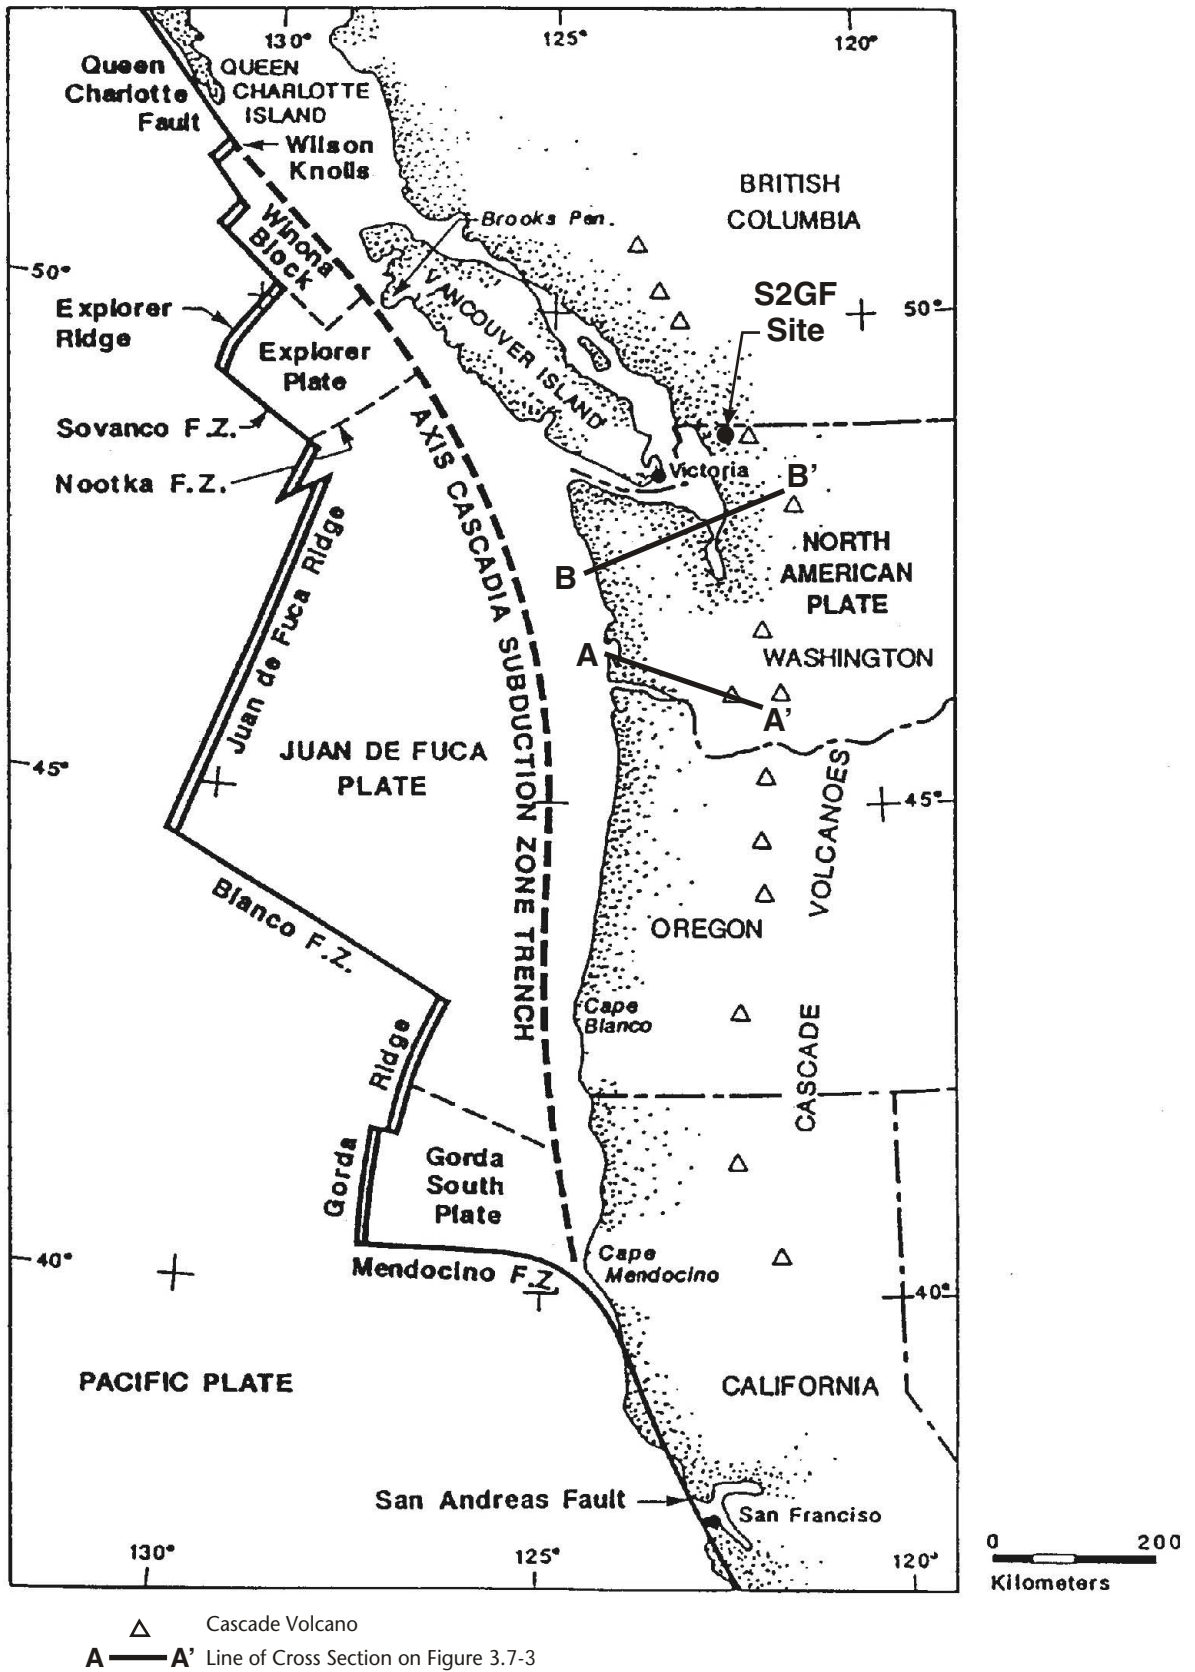 130°
125°
120°
Queen
Charlotte
Fault
QUEEN
CHARLOTTE
ISLAND
Wilson
Knolls
BRITISH
COLUMBIA
Brooks Pen.
Winona
Block
50°
Explorer
Ridge
VANCOUVER ISLAND
S2GF
Site
50°
Explorer
Plate
Sovanco F.Z.
Nootka F.Z.
AXIS CASCADIA SUBDUCTION ZONE TRENCH
Victoria
B'
B
NORTH
AMERICAN
PLATE
Juan de Fuca Ridge
A
WASHINGTON
A'
JUAN DE FUCA
PLATE
45°
45°
CASCADE VOLCANOES
Blanco F.Z.
OREGON
Cape
Blanco
Gorda Ridge
Gorda
South
Plate
40°
Mendocino F.Z.
Cape
Mendocino
40°
PACIFIC PLATE
CALIFORNIA
San Andreas Fault
San Franciso
130°
125°
120°
0 200
Kilometers
Cascade Volcano
A A' Line of Cross Section on Figure 3.7-3